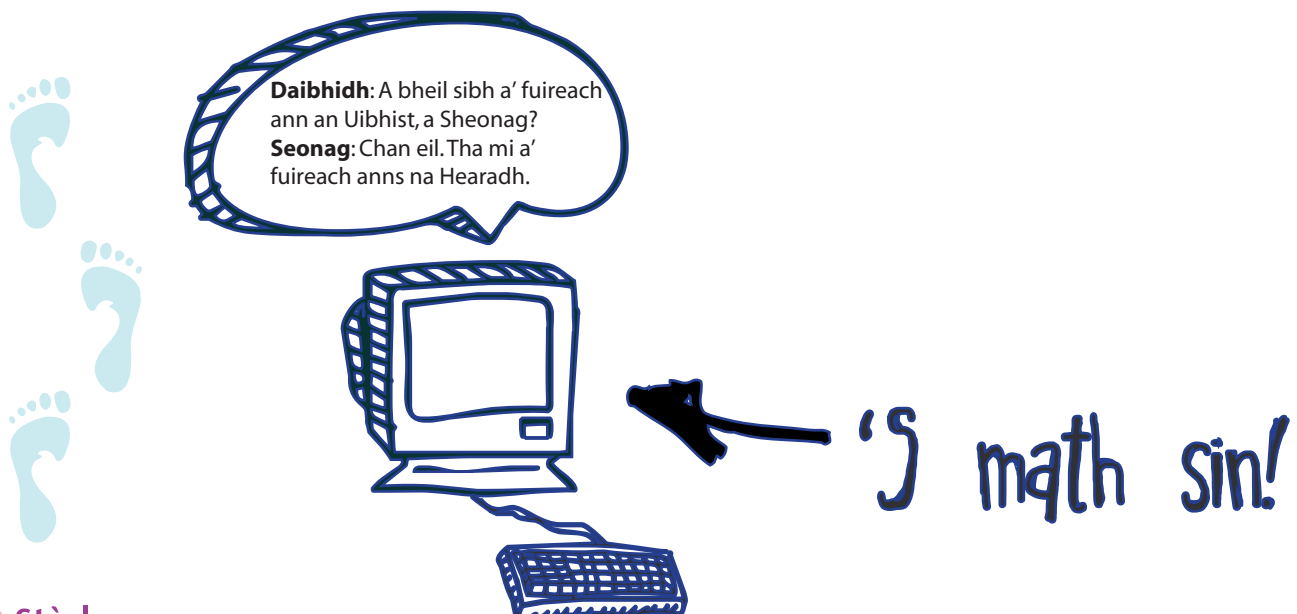 Daibhidh: A bheil sibh a' fuireach
ann an Uibhist, a Sheonag?
Seonag: Chan eil. Tha mi a'
fuireach anns na Hearadh.
'S math sin!